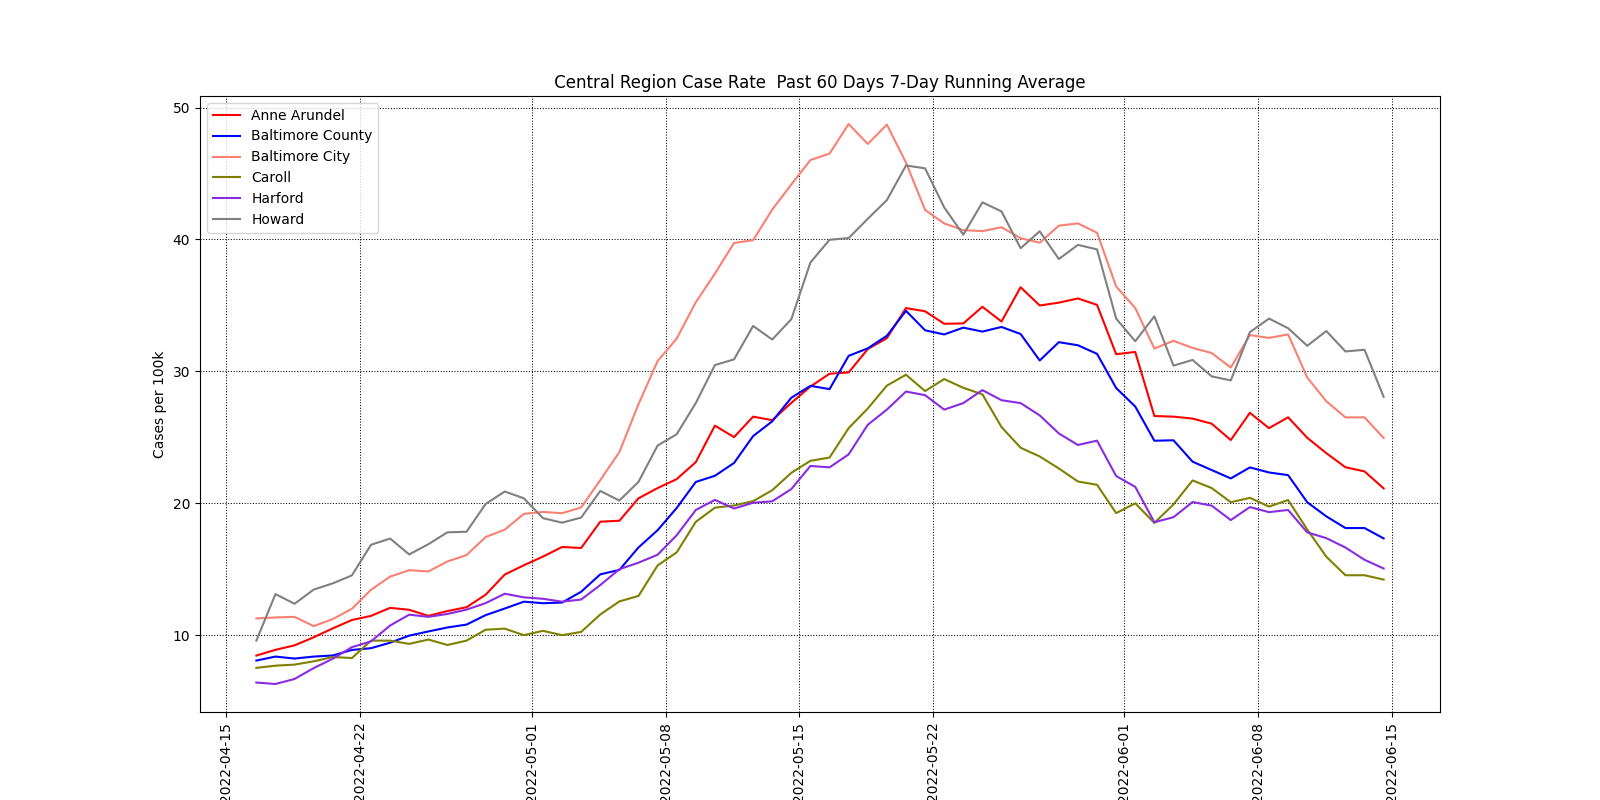 Central Region Case Rate  Past 60 Days 7-Day Running Average
Cases per 100k
50
40
30
20
10
Anne Arundel
Baltimore County
Baltimore City
Caroll
Harford
Howard
2022-04-15
2022-04-22
2022-05-01
2022-05-08
2022-05-15
2022-05-22
2022-06-01
2022-06-08
2022-06-15